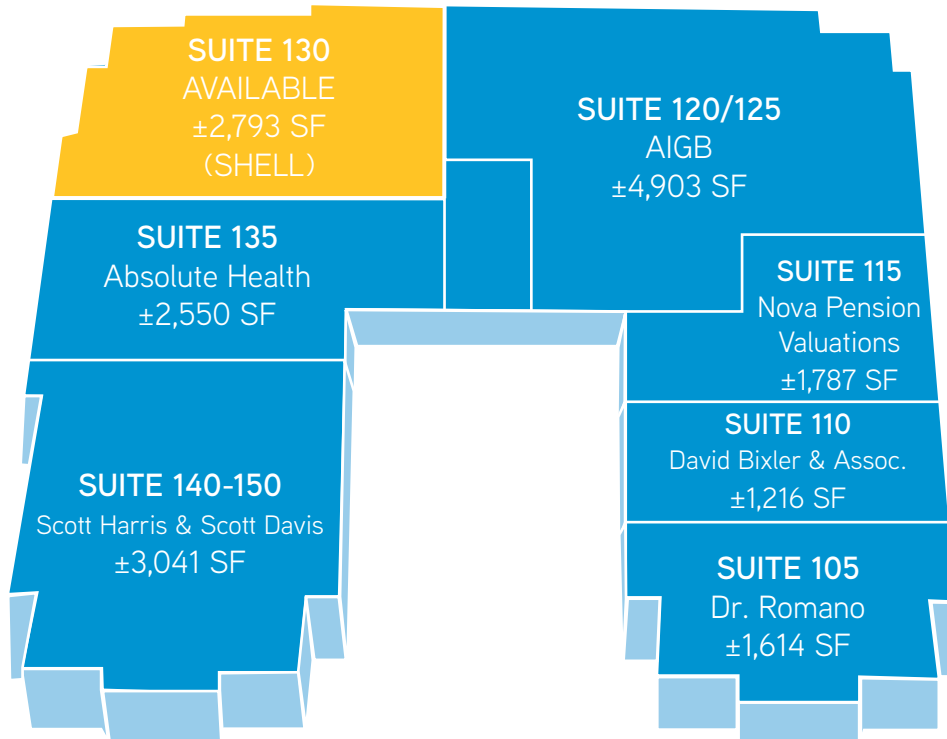 SUITE 130
AVAILABLE
±2,793 SF
(SHELL)
SUITE 120/125
AIGB
±4,903 SF
SUITE 135
Absolute Health
±2,550 SF
SUITE 115
Nova Pension
Valuations
±1,787 SF
SUITE 110
David Bixler & Assoc.
±1,216 SF
SUITE 140-150
Scott Harris & Scott Davis
±3,041 SF
SUITE 105
Dr. Romano
±1,614 SF